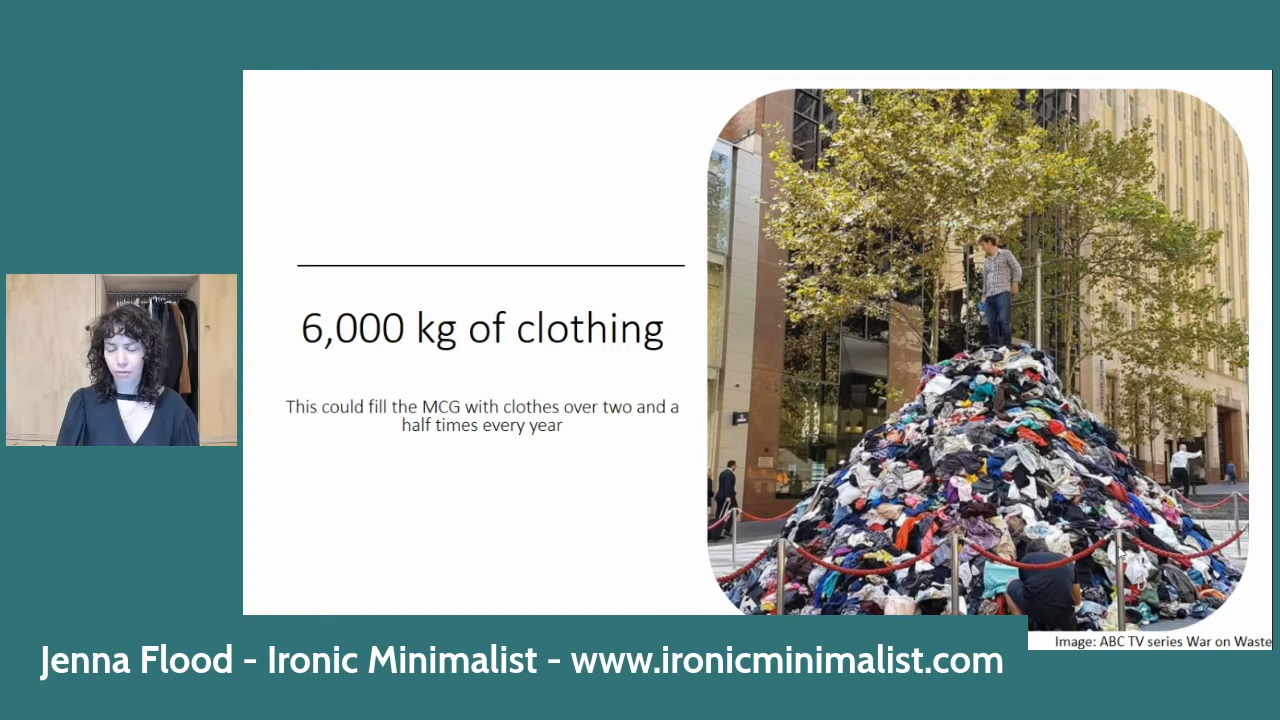 6,000 kg of clothing
This could fill the MCG with clothes over two and a
half times every year
Image: ABC TV series War on Waste
Jenna Flood - Ironic Minimalist - www.ironicminimalist.com